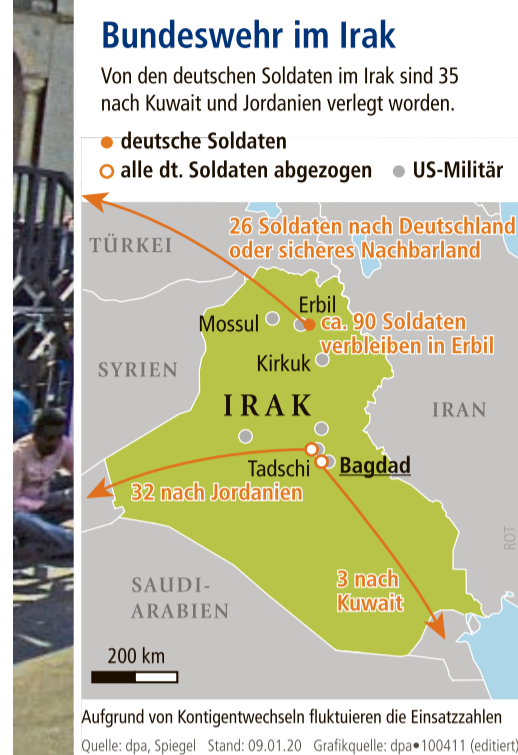 Bundeswehr im Irak
Von den deutschen Soldaten im Irak sind 35
nach Kuwait und Jordanien verlegt worden.
deutsche Soldaten
alle dt. Soldaten abgezogen
US-Militär
26 Soldaten nach Deutschland
oder sicheres Nachbarland
TÜRKEI
Erbil
Mossul
ca. 90 Soldaten
verbleiben in Erbil
Kirkuk
SYRIEN
IRAK
IRAN
Tadschi
Bagdad
32 nach Jordanien
ROT
3 nach
Kuwait
SAUDI-
ARABIEN
200 km
Aufgrund von Kontigentwechseln fluktuieren die Einsatzzahlen
Quelle: dpa, Spiegel Stand: 09.01.20 Grafikquelle: dpa•100411 (editiert)